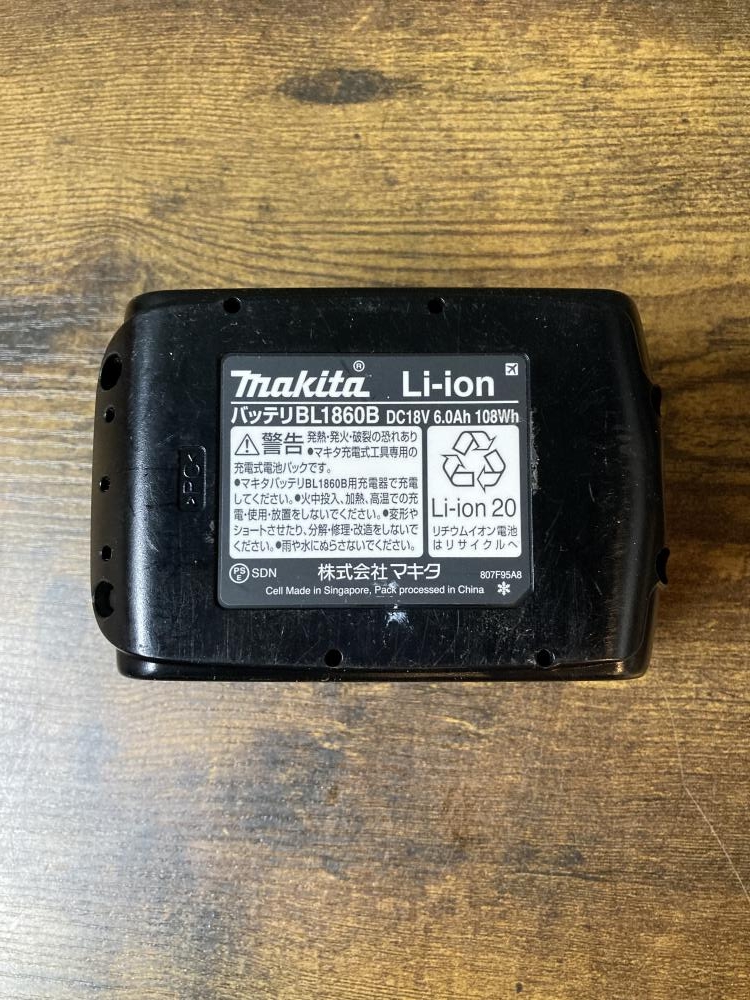 makita® Li-ion
バッテリBL1860B DC18V 6.0Ah 108Wh
警告 発熱・発火・破裂の恐れあり
●マキタ充電式工具専用の
充電式電池パックです。
●マキタバッテリBL1860B用充電器で充電
してください。●火中投入、加熱、高温での充
電・使用・放置をしないでください。●変形や
ショートさせたり、分解・修理・改造をしないで
ください。●雨や水にぬらさないでください。
Li-ion 20
リチウムイオン電池
はリサイクルへ
PS
E SDN 株式会社マキタ 807F95A8
Cell Made in Singapore, Pack processed in China
>PC<